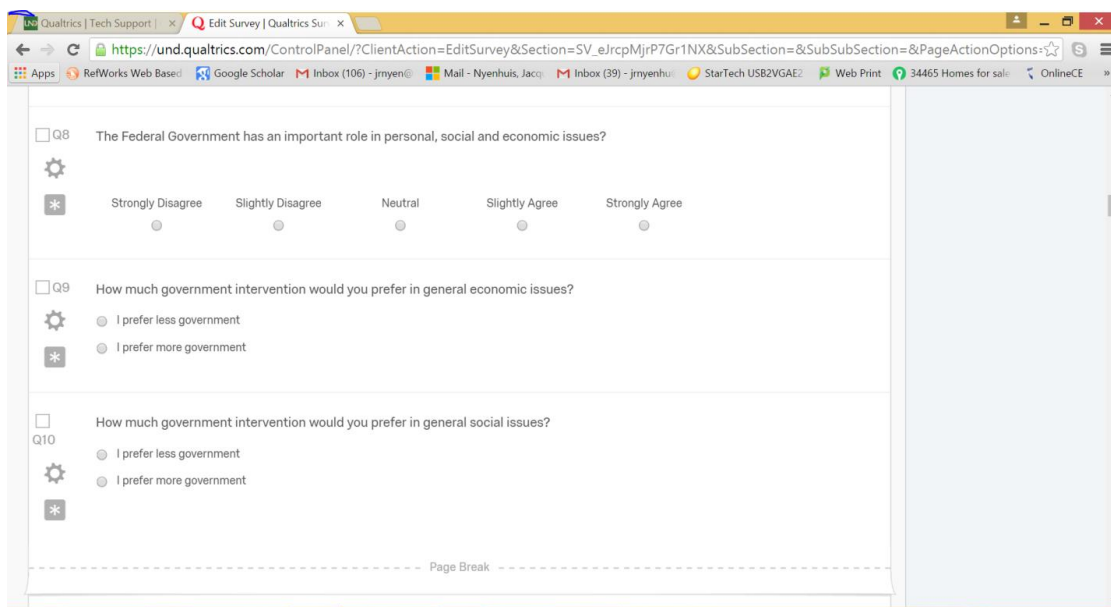 UND Qualtrics | Tech Support | × Q Edit Survey | Qualtrics Sur ×
https://und.qualtrics.com/ControlPanel/?ClientAction=EditSurvey&Section=SV_eJrcpMjrP7Gr1NX&SubSection=&SubSubSection=&PageActionOptions=
Apps RefWorks Web Based Google Scholar Inbox (106) - jrnyen@ Mail - Nyenhuis, Jacq Inbox (39) - jmyenhui StarTech USB2VGAE2 Web Print 34465 Homes for sale OnlineCE »
Q8 The Federal Government has an important role in personal, social and economic issues?
Strongly Disagree Slightly Disagree Neutral Slightly Agree Strongly Agree
Q9 How much government intervention would you prefer in general economic issues?
I prefer less government
I prefer more government
Q10 How much government intervention would you prefer in general social issues?
I prefer less government
I prefer more government
Page Break